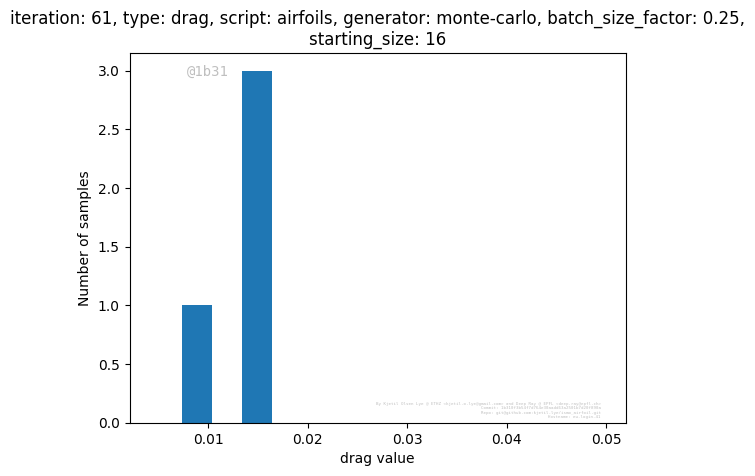 iteration: 61, type: drag, script: airfoils, generator: monte-carlo, batch_size_factor: 0.25,
starting_size: 16
@1b31
3.0
2.5
2.0
1.5
1.0
0.5
0.0
Number of samples
0.01
0.02
0.03
0.04
0.05
drag value